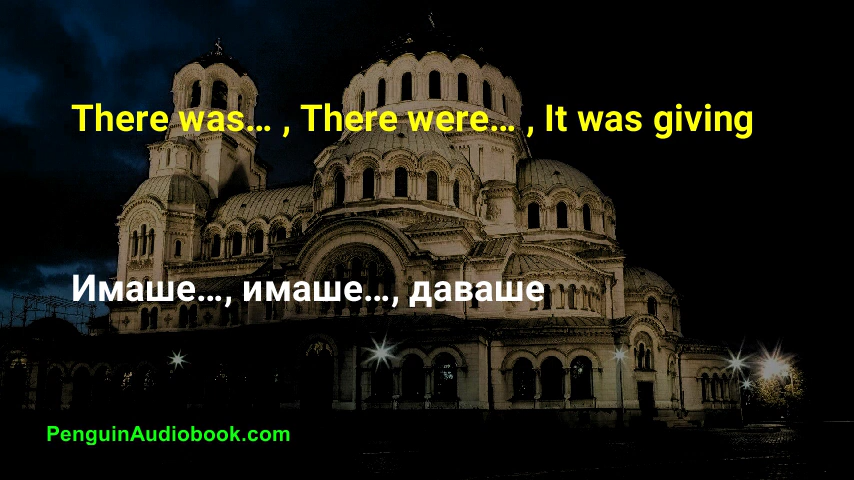 There was… , There were… , It was giving
Имаше…, имаше…, даваше
PenguinAudiobook.com